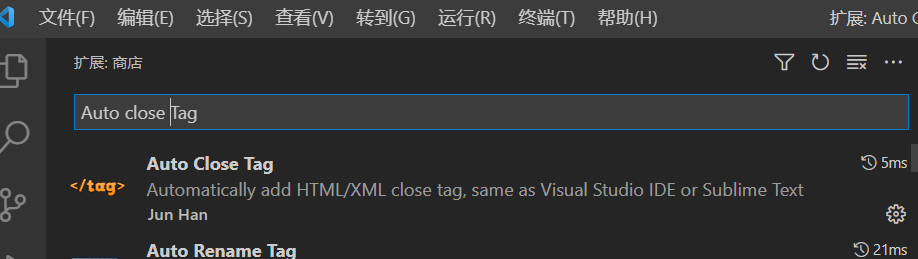 文件(F) 编辑(E) 选择(S) 查看(V) 转到(G) 运行(R) 终端(T) 帮助(H) 扩展: Auto
扩展: 商店
Auto close Tag
Auto Close Tag 5ms
</tag> Automatically add HTML/XML close tag, same as Visual Studio IDE or Sublime Text
Jun Han
Auto Rename Tag 21ms